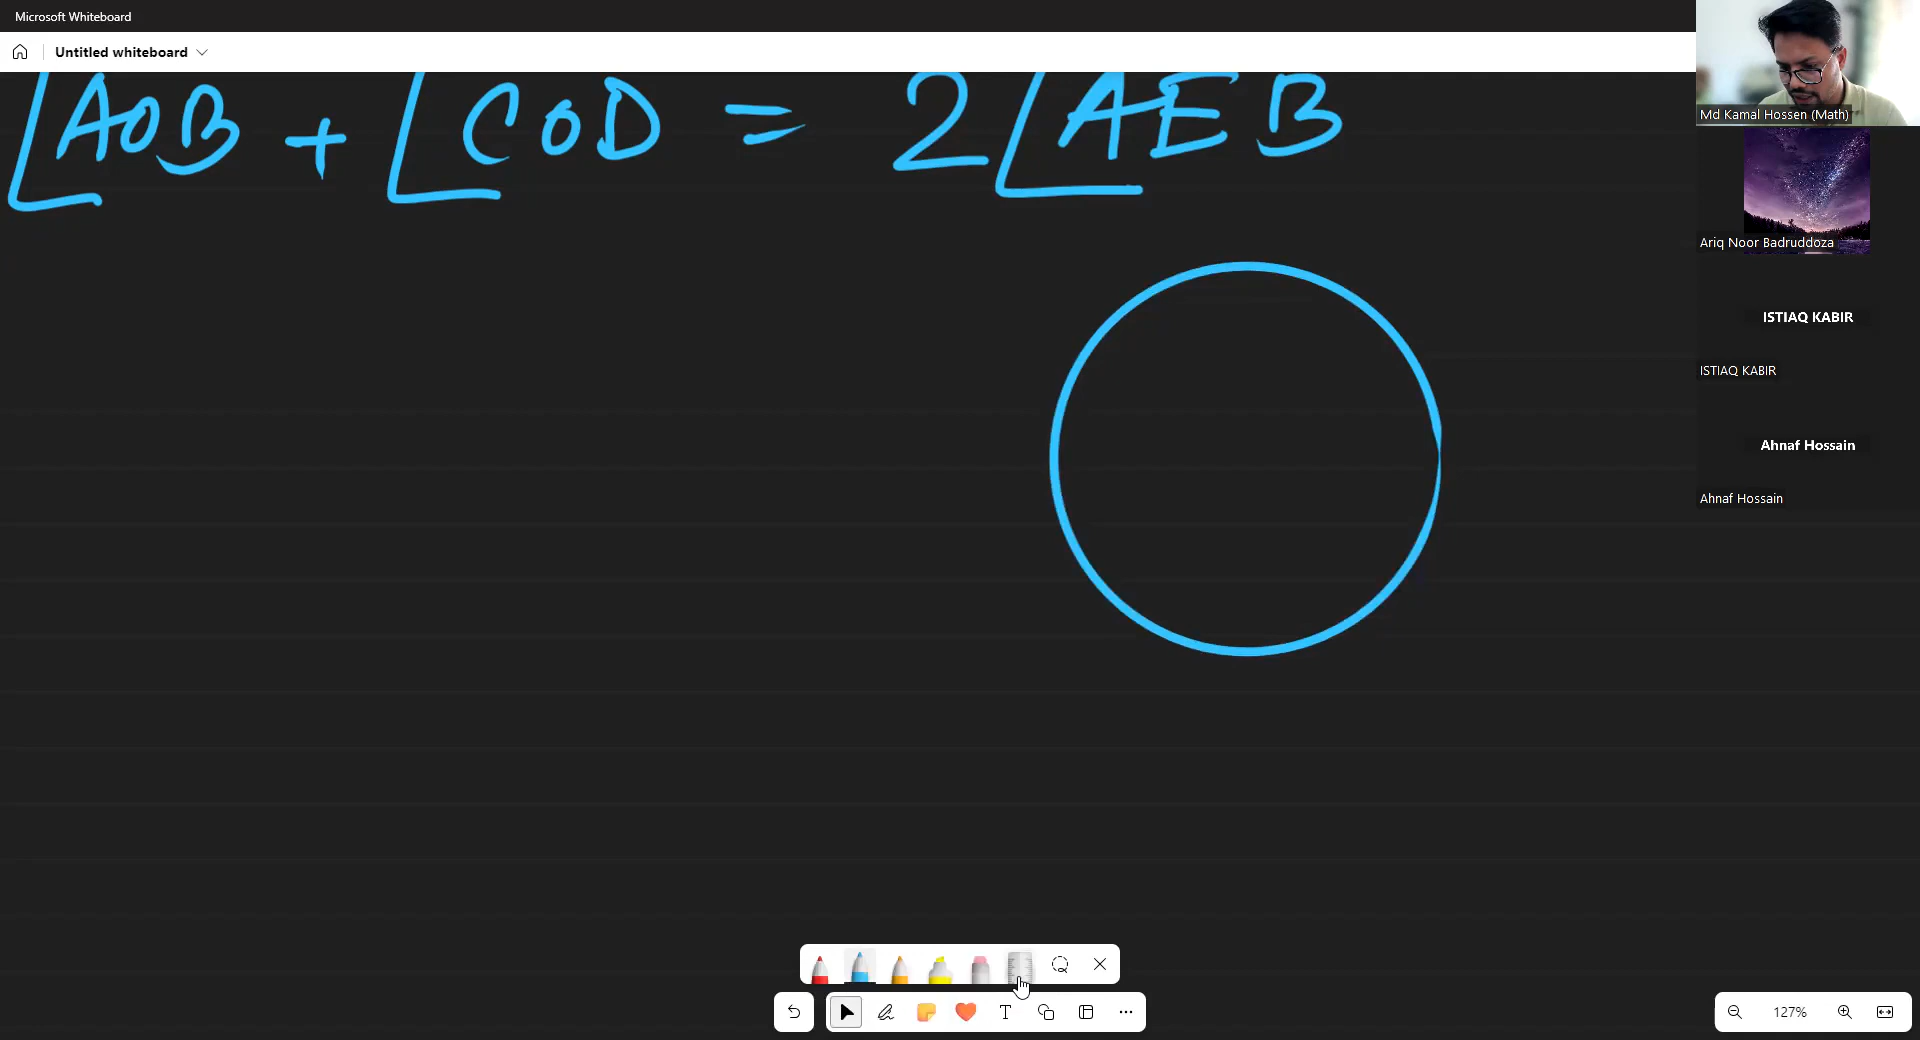 Microsoft Whiteboard
Untitled whiteboard
∠AOB + ∠COD = 2∠AEB
Md Kamal Hossen (Math)
Ariq Noor Badruddoza
ISTIAQ KABIR
ISTIAQ KABIR
Ahnaf Hossain
Ahnaf Hossain
T
127%